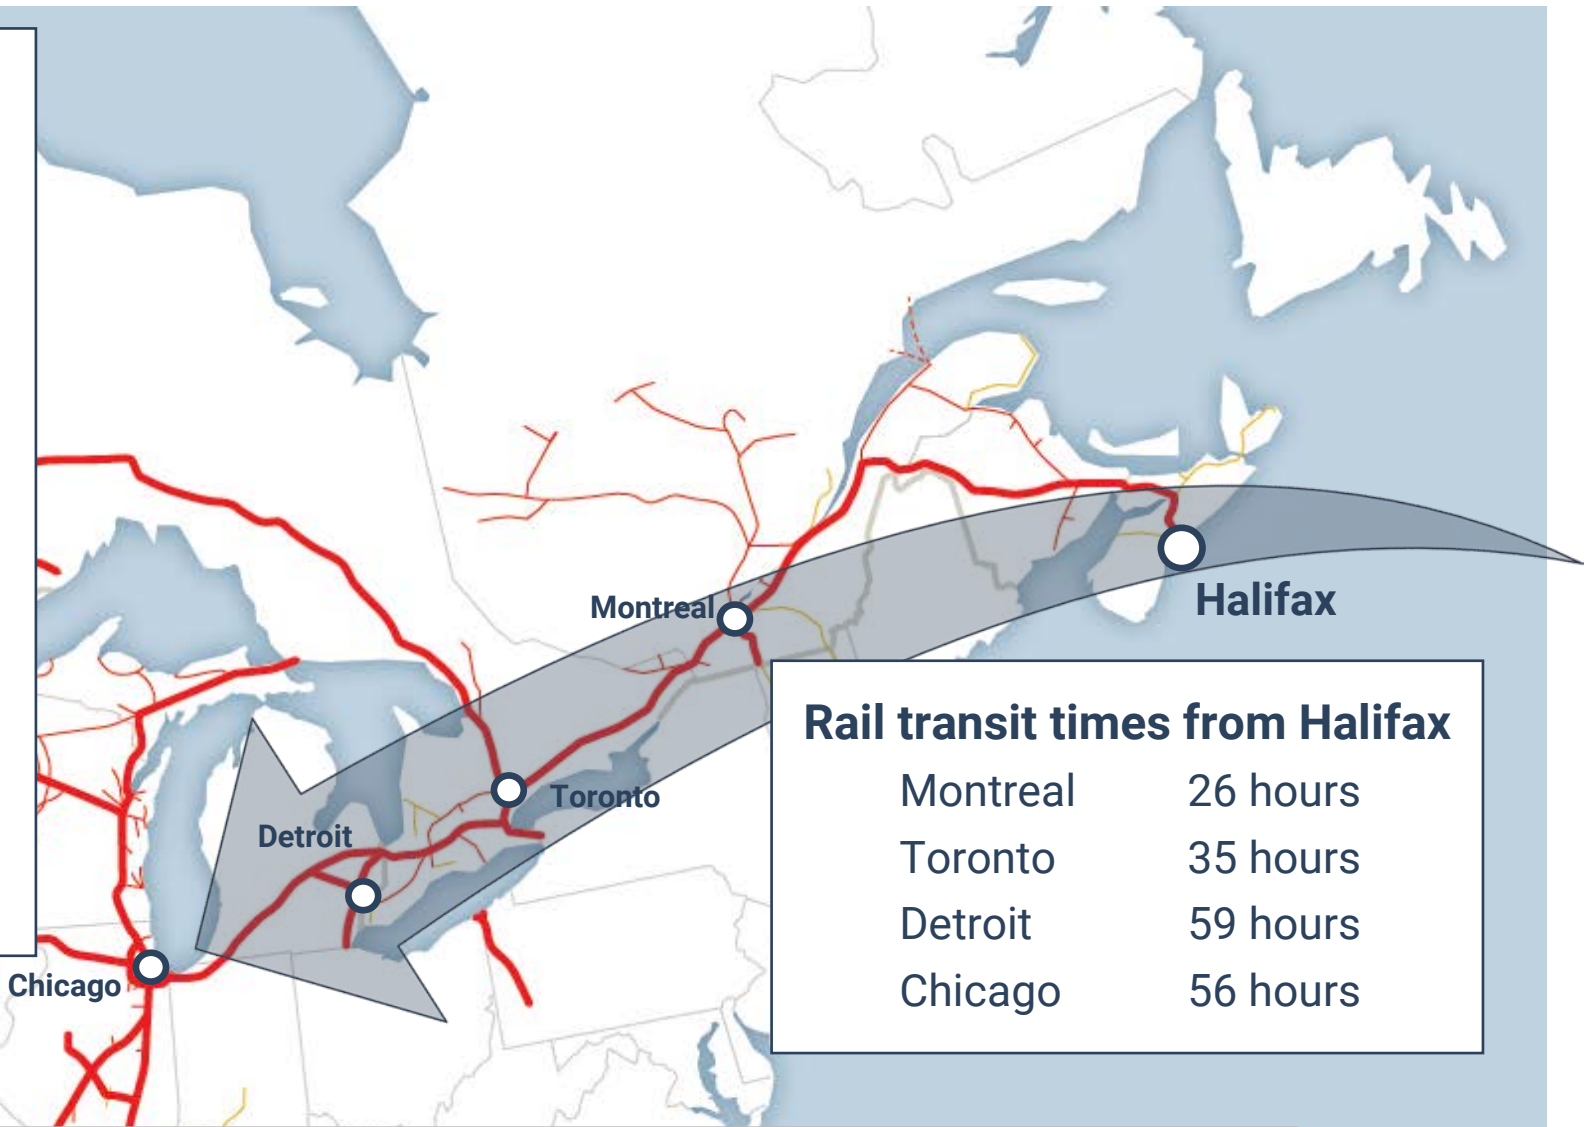 Montreal
Halifax
Toronto
Detroit
Chicago
Rail transit times from Halifax
Montreal 26 hours
Toronto 35 hours
Detroit 59 hours
Chicago 56 hours